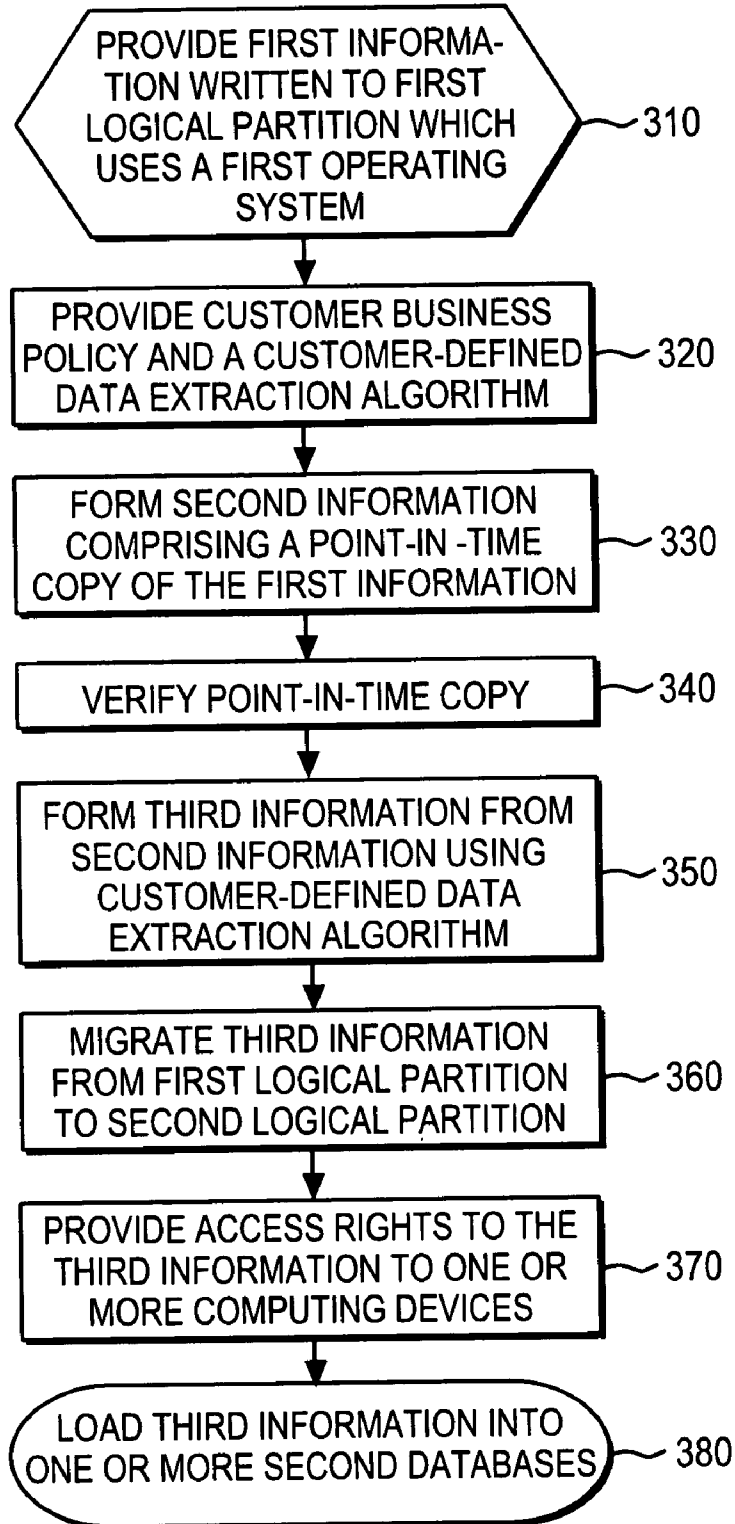 PROVIDE FIRST INFORMA-
TION WRITTEN TO FIRST
LOGICAL PARTITION WHICH
USES A FIRST OPERATING
SYSTEM
310
PROVIDE CUSTOMER BUSINESS
POLICY AND A CUSTOMER-DEFINED
DATA EXTRACTION ALGORITHM
320
FORM SECOND INFORMATION
COMPRISING A POINT-IN -TIME
COPY OF THE FIRST INFORMATION
330
VERIFY POINT-IN-TIME COPY
340
FORM THIRD INFORMATION FROM
SECOND INFORMATION USING
CUSTOMER-DEFINED DATA
EXTRACTION ALGORITHM
350
MIGRATE THIRD INFORMATION
FROM FIRST LOGICAL PARTITION
TO SECOND LOGICAL PARTITION
360
PROVIDE ACCESS RIGHTS TO THE
THIRD INFORMATION TO ONE OR
MORE COMPUTING DEVICES
370
LOAD THIRD INFORMATION INTO
ONE OR MORE SECOND DATABASES
380